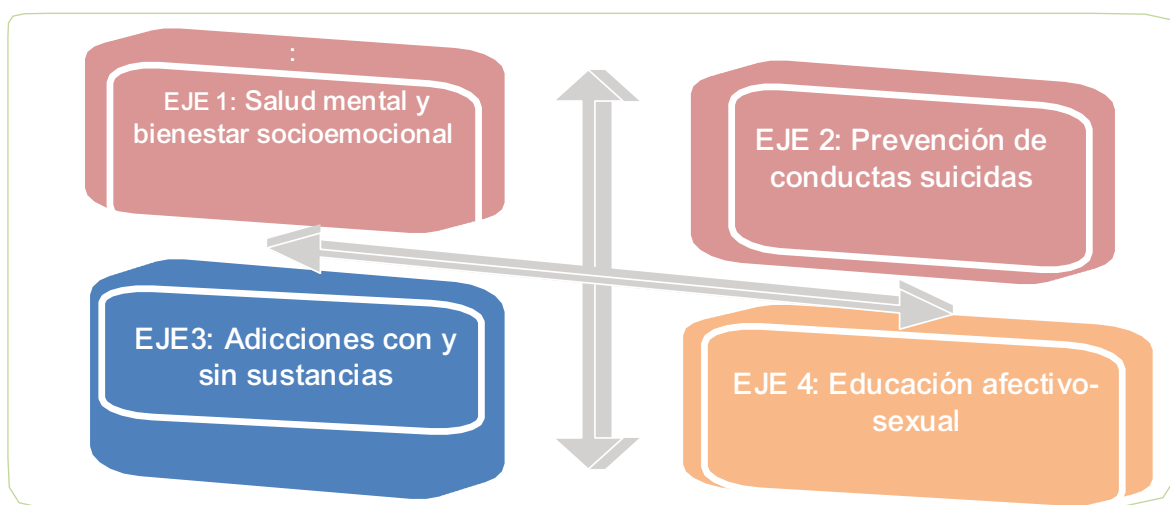 :
EJE 1: Salud mental y
bienestar socioemocional
EJE 2: Prevención de
conductas suicidas
EJE3: Adicciones con y
sin sustancias
EJE 4: Educación afectivo-
sexual